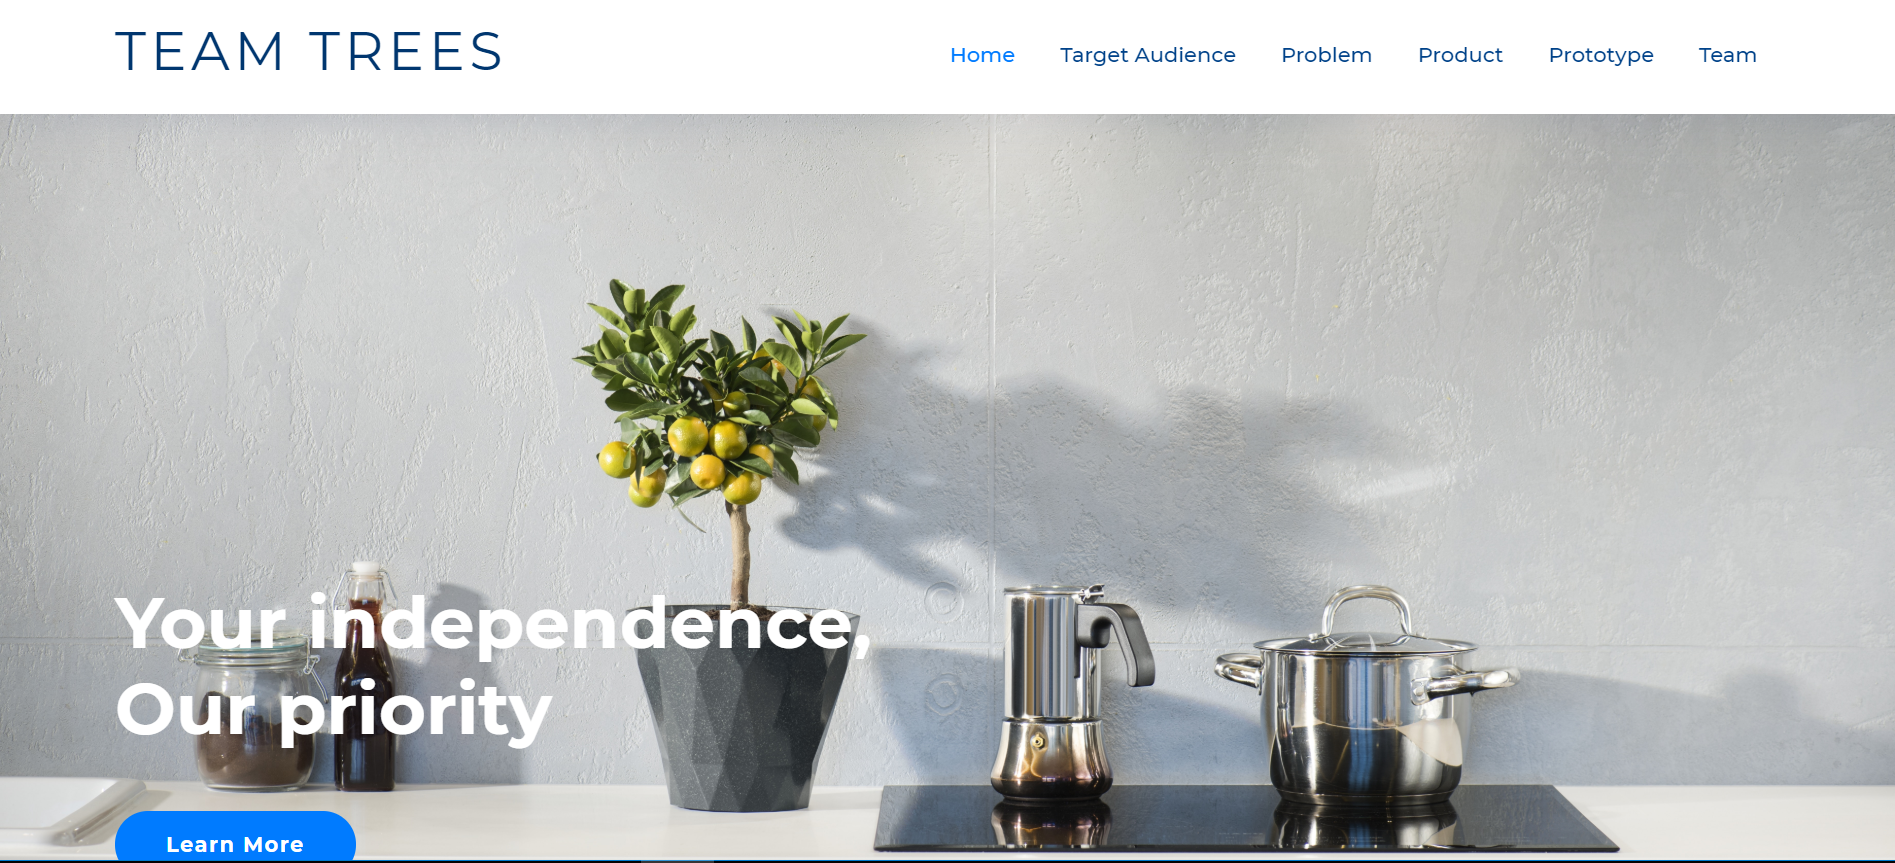 TEAM TREES
Home Target Audience Problem Product Prototype Team
Your independence,
Our priority
Learn More